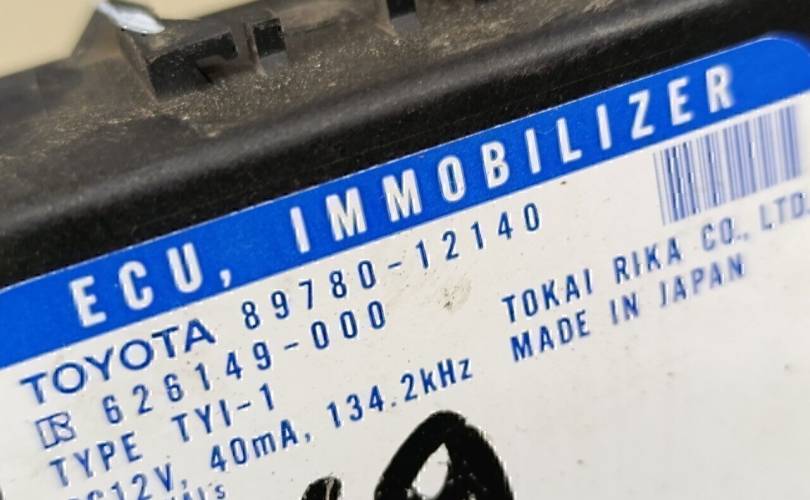 ECU, IMMOBILIZER
TOYOTA 89780-12140
626149-000
TYPE TYI-1
DC12V, 40mA, 134.2kHz
TOKAI RIKA CO., LTD.
MADE IN JAPAN